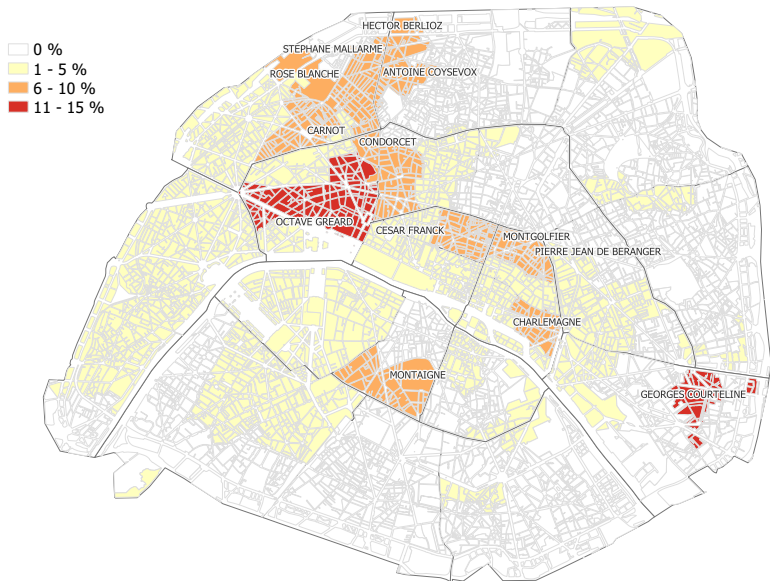 0 %
1 - 5 %
6 - 10 %
11 - 15 %
HECTOR BERLIOZ
STEPHANE MALLARME
ROSE BLANCHE
ANTOINE COYSEVOX
CARNOT
CONDORCET
OCTAVE GREARD
CESAR FRANCK
MONTGOLFIER
PIERRE JEAN DE BERANGER
CHARLEMAGNE
MONTAIGNE
GEORGES COURTELINE